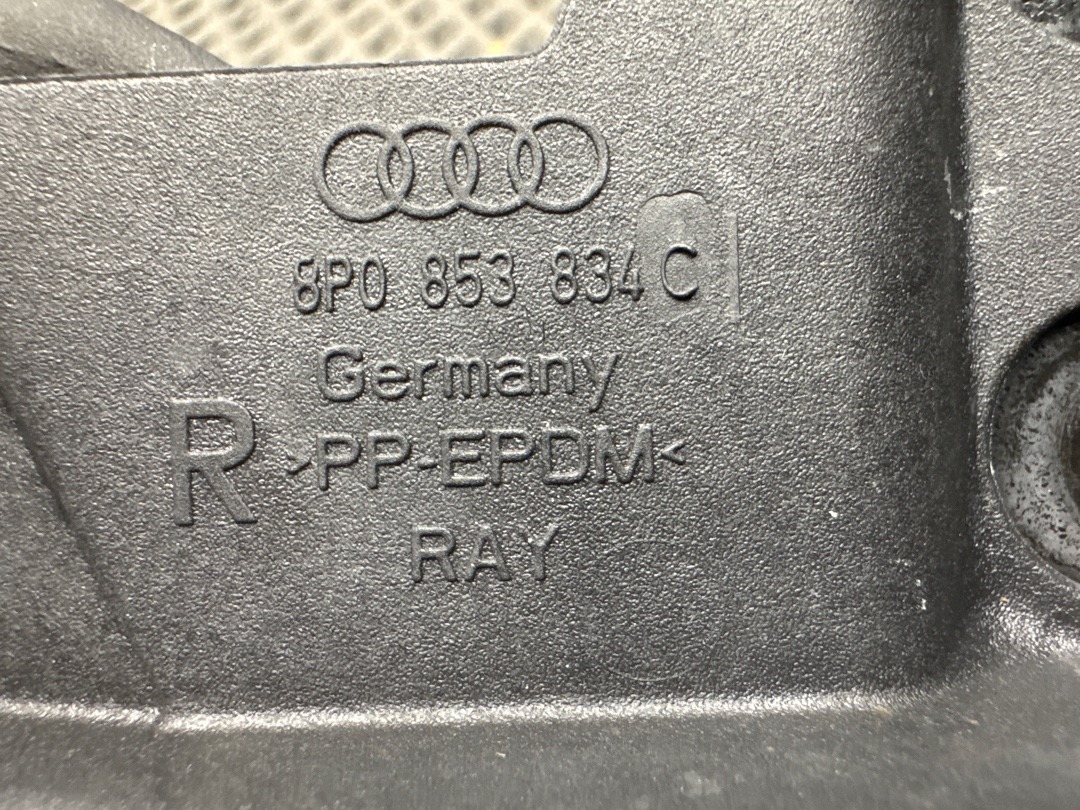 8P0 853 834 C
Germany
R >PP-EPDM<
RAY